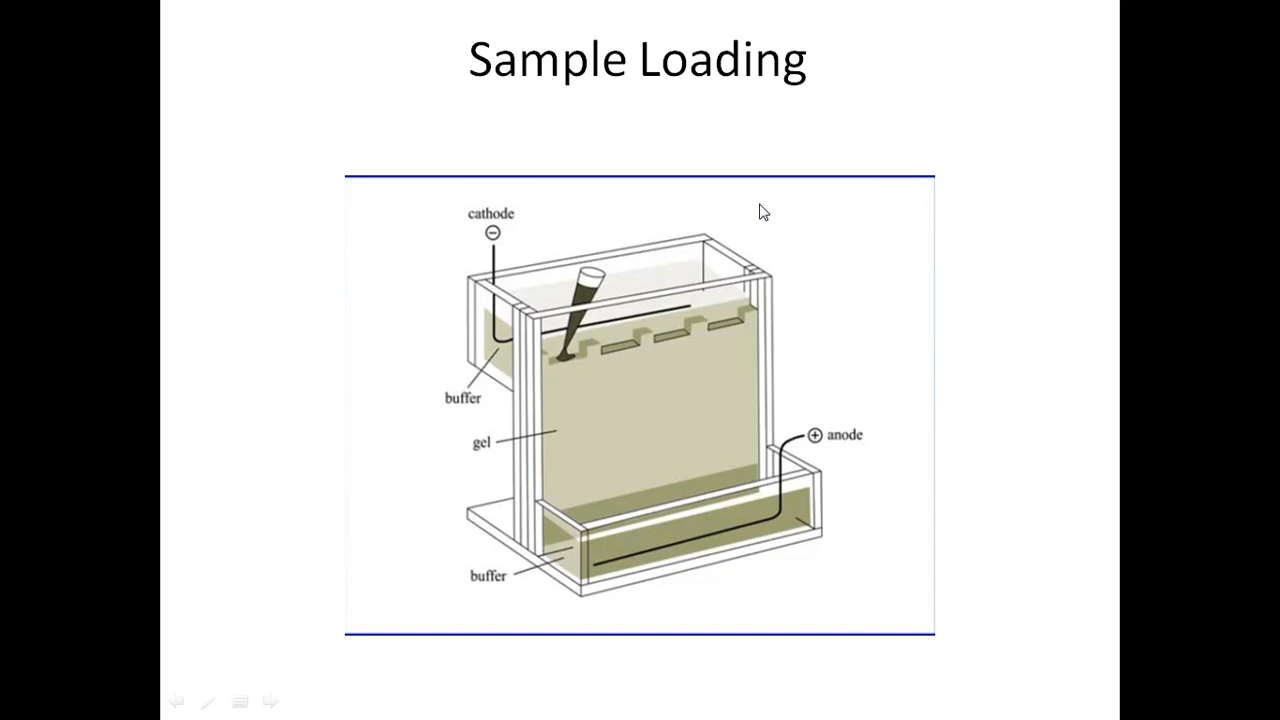 Sample Loading
cathode
−
buffer
gel
+ anode
buffer